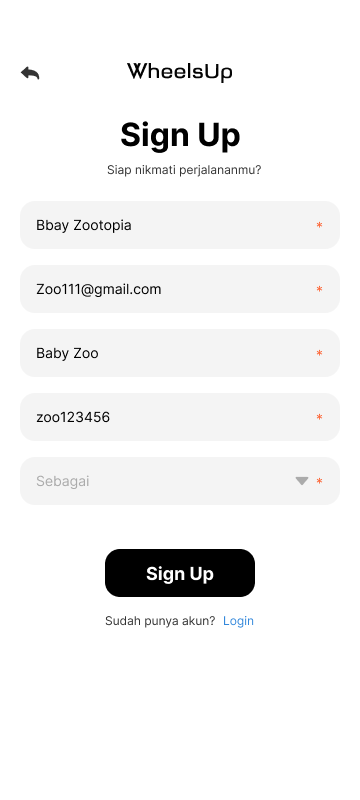 WheelsUp
Sign Up
Siap nikmati perjalananmu?
Bbay Zootopia *
Zoo111@gmail.com *
Baby Zoo *
zoo123456 *
Sebagai *
Sign Up
Sudah punya akun? Login